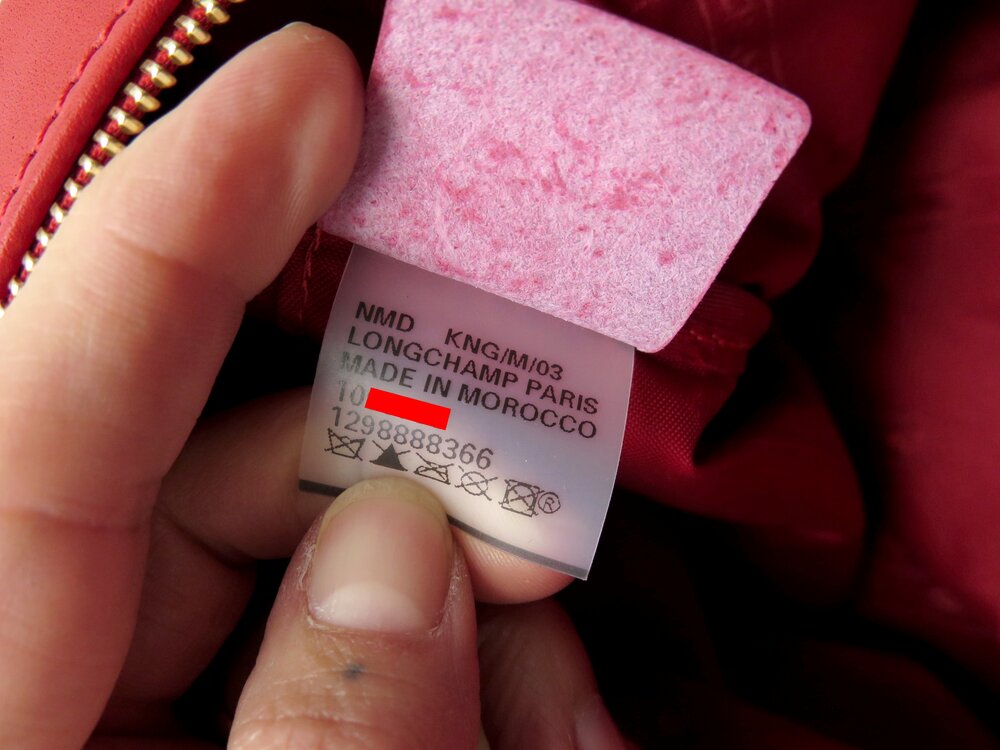 NMD KNG/M/03
LONGCHAMP PARIS
MADE IN MOROCCO
10
1298888366
®